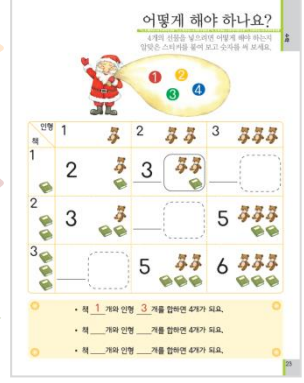 어떻게 해야 하나요?
4개의 선물을 넣으려면 어떻게 해야 하는지
알맞은 스티커를 붙여 보고 숫자를 써 보세요.
1 2
3 4
인형 1 2 3
책
1 2 3
2 3 5
3 5 6
• 책 1 개와 인형 3 개를 합하면 4개가 되요.
• 책 ___개와 인형 ___개를 합하면 4개가 되요.
• 책 ___개와 인형 ___개를 합하면 4개가 되요.
25